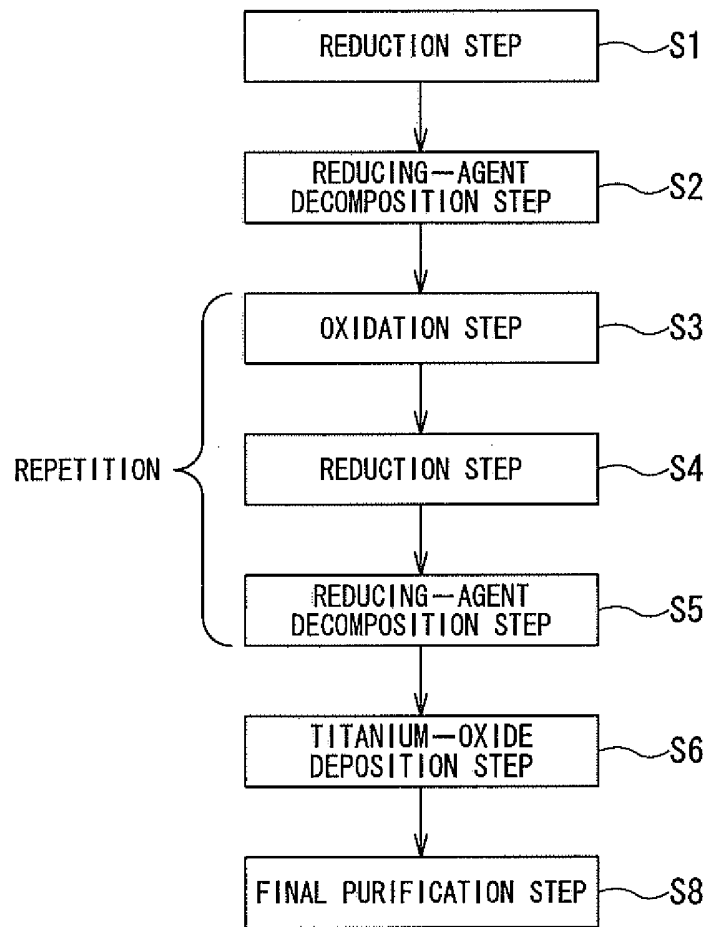 REDUCTION STEP
S1
REDUCING—AGENT
DECOMPOSITION STEP
S2
OXIDATION STEP
S3
REPETITION
REDUCTION STEP
S4
REDUCING—AGENT
DECOMPOSITION STEP
S5
TITANIUM—OXIDE
DEPOSITION STEP
S6
FINAL PURIFICATION STEP
S8